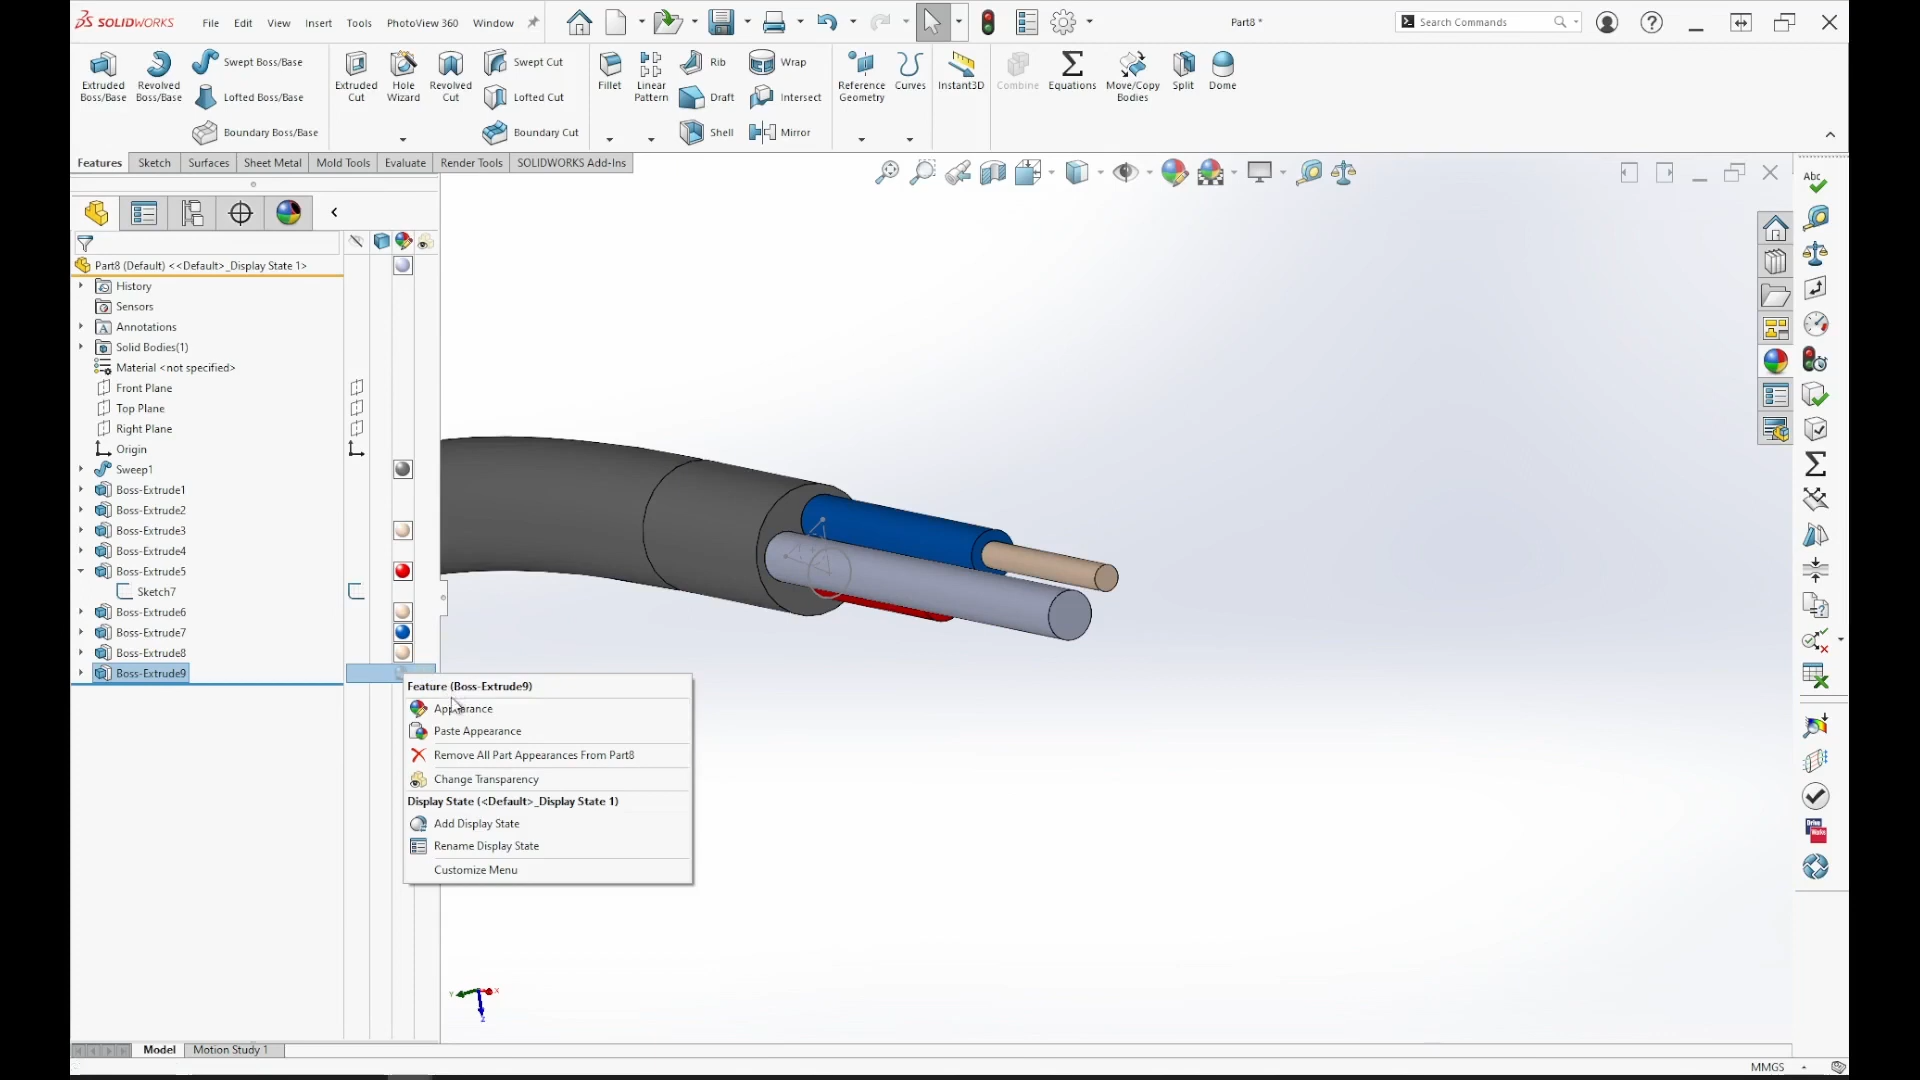 SOLIDWORKS File Edit View Insert Tools PhotoView 360 Window Part8 * Search Commands
Extruded Boss/Base
Revolved Boss/Base
Swept Boss/Base
Lofted Boss/Base
Boundary Boss/Base
Extruded Cut
Hole Wizard
Revolved Cut
Swept Cut
Lofted Cut
Boundary Cut
Fillet
Linear Pattern
Rib
Draft
Shell
Wrap
Intersect
Mirror
Reference Geometry
Curves
Instant3D
Combine
Equations
Move/Copy Bodies
Split
Dome
Features Sketch Surfaces Sheet Metal Mold Tools Evaluate Render Tools SOLIDWORKS Add-Ins
Abc
Part8 (Default) <<Default>_Display State 1>
History
Sensors
Annotations
Solid Bodies(1)
Material <not specified>
Front Plane
Top Plane
Right Plane
Origin
Sweep1
Boss-Extrude1
Boss-Extrude2
Boss-Extrude3
Boss-Extrude4
Boss-Extrude5
Sketch7
Boss-Extrude6
Boss-Extrude7
Boss-Extrude8
Boss-Extrude9
Feature (Boss-Extrude9)
Appearance
Paste Appearance
Remove All Part Appearances From Part8
Change Transparency
Display State (<Default>_Display State 1)
Add Display State
Rename Display State
Customize Menu
Y X
Z
Model Motion Study 1
MMGS